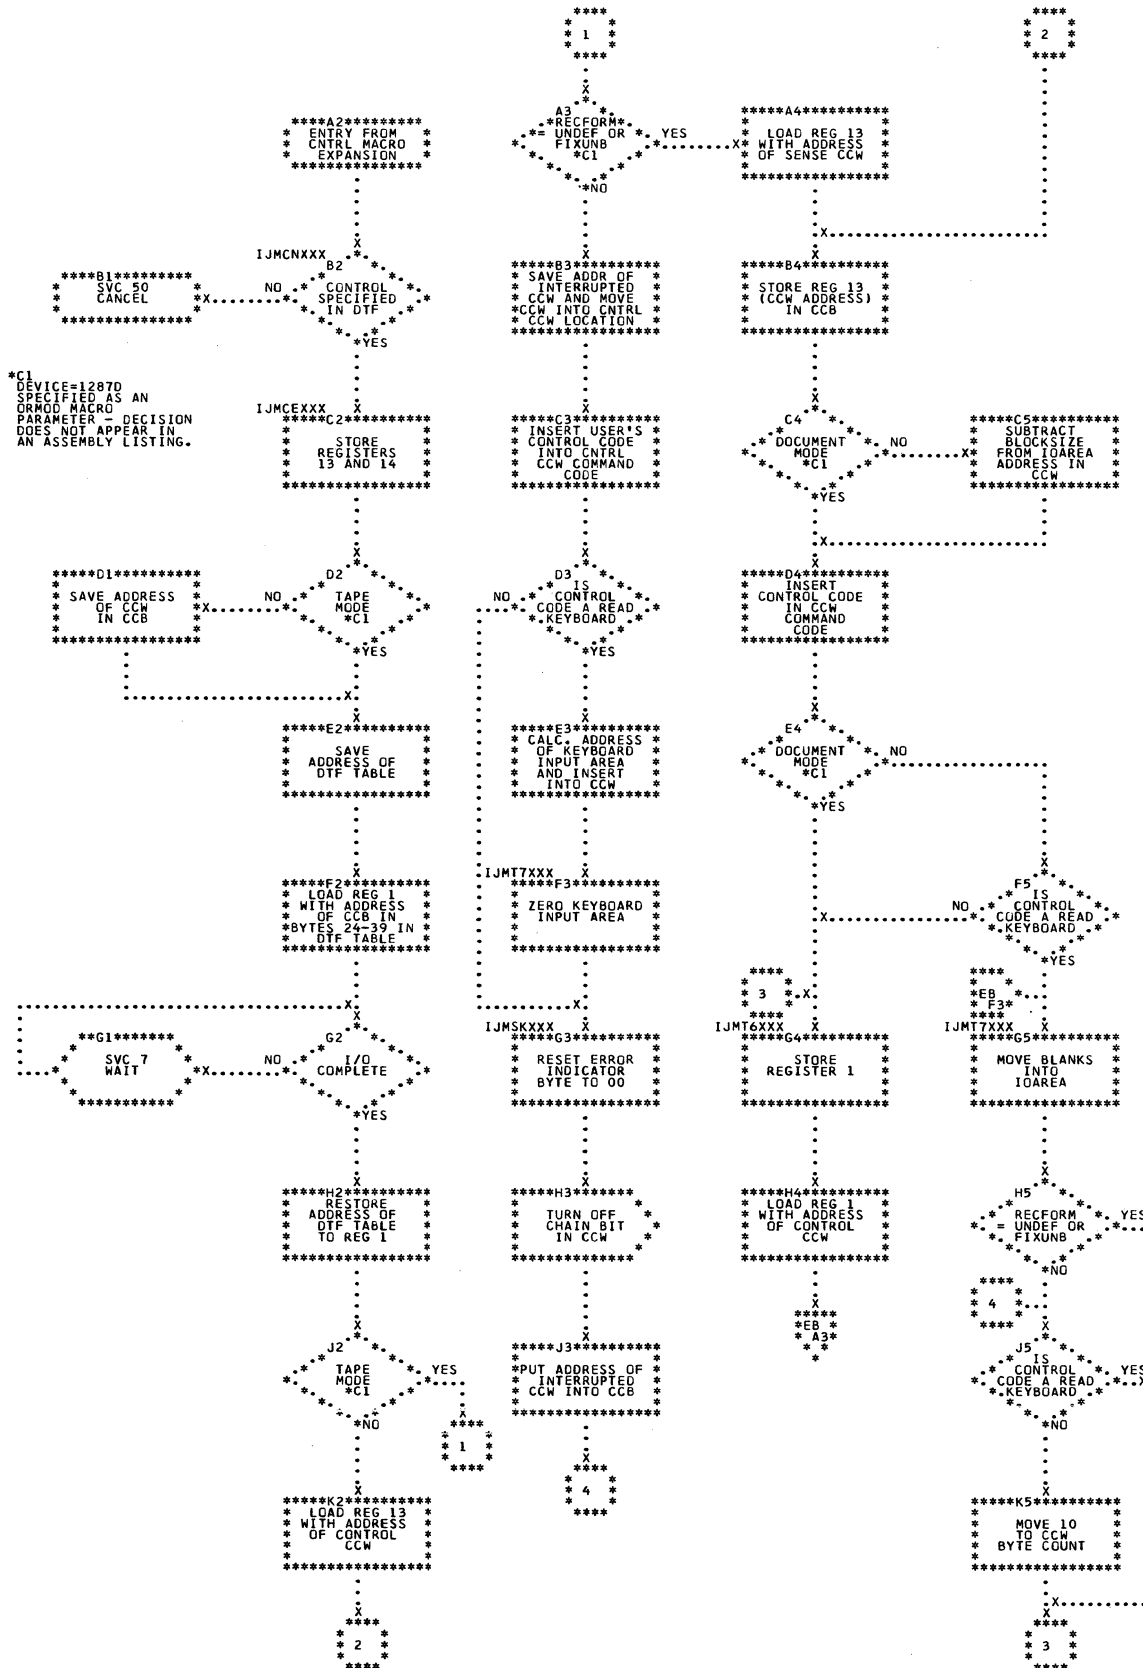 1
2
A3
RECFORM
= UNDEF OR
FIXUNB
*C1
YES
NO
A4
LOAD REG 13
WITH ADDRESS
OF SENSE CCW
A2
ENTRY FROM
CNTRL MACRO
EXPANSION
IJMCNXXX
B1
SVC 50
CANCEL
NO
B2
CONTROL
SPECIFIED
IN DTF
YES
B3
SAVE ADDR OF
INTERRUPTED
CCW AND MOVE
CCW INTO CNTRL
CCW LOCATION
B4
STORE REG 13
(CCW ADDRESS)
IN CCB
*C1
DEVICE=1287D
SPECIFIED AS AN
ORMOD MACRO
PARAMETER - DECISION
DOES NOT APPEAR IN
AN ASSEMBLY LISTING.
IJMCEXXX
C2
STORE
REGISTERS
13 AND 14
C3
INSERT USER'S
CONTROL CODE
INTO CNTRL
CCW COMMAND
CODE
C4
DOCUMENT
MODE
*C1
NO
YES
C5
SUBTRACT
BLOCKSIZE
FROM IOAREA
ADDRESS IN
CCW
D1
SAVE ADDRESS
OF CCW
IN CCB
NO
D2
TAPE
MODE
*C1
YES
NO
D3
IS
CONTROL
CODE A READ
KEYBOARD
YES
D4
INSERT
CONTROL CODE
IN CCW
COMMAND
CODE
E2
SAVE
ADDRESS OF
DTF TABLE
E3
CALC. ADDRESS
OF KEYBOARD
INPUT AREA
AND INSERT
INTO CCW
E4
DOCUMENT
MODE
*C1
NO
YES
F2
LOAD REG 1
WITH ADDRESS
OF CCB IN
BYTES 24-39 IN
DTF TABLE
IJMT7XXX
F3
ZERO KEYBOARD
INPUT AREA
NO
F5
IS
CONTROL
CODE A READ
KEYBOARD
YES
3
EB
F3
G1
SVC 7
WAIT
NO
G2
I/O
COMPLETE
YES
IJMSKXXX
G3
RESET ERROR
INDICATOR
BYTE TO 00
IJMT6XXX
G4
STORE
REGISTER 1
IJMT7XXX
G5
MOVE BLANKS
INTO
IOAREA
H2
RESTORE
ADDRESS OF
DTF TABLE
TO REG 1
H3
TURN OFF
CHAIN BIT
IN CCW
H4
LOAD REG 1
WITH ADDRESS
OF CONTROL
CCW
H5
RECFORM
= UNDEF OR
FIXUNB
YES
NO
4
EB
A3
J2
TAPE
MODE
*C1
YES
NO
1
J3
PUT ADDRESS OF
INTERRUPTED
CCW INTO CCB
4
J5
IS
CONTROL
CODE A READ
KEYBOARD
YES
NO
K2
LOAD REG 13
WITH ADDRESS
OF CONTROL
CCW
K5
MOVE 10
TO CCW
BYTE COUNT
2
3